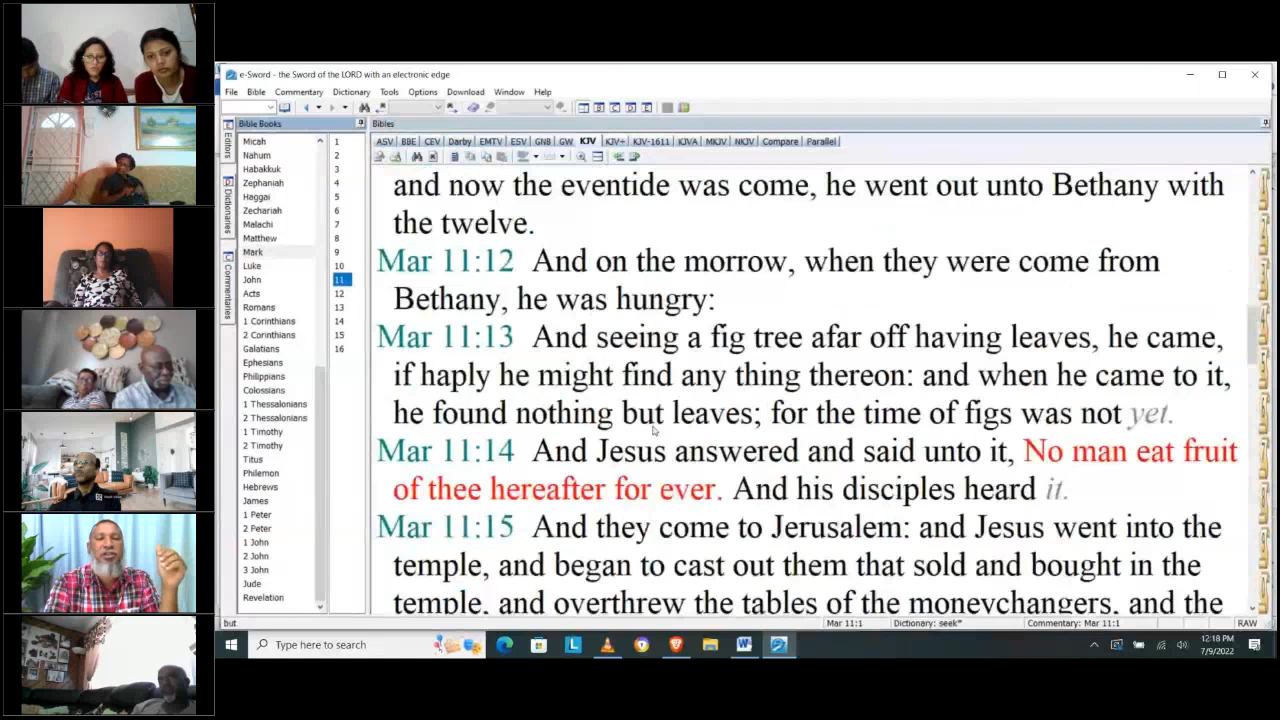 e-Sword - the Sword of the LORD with an electronic edge
File Bible Commentary Dictionary Tools Options Download Window Help
Bible Books
Bibles
ASV BBE CEV Darby EMTV ESV GNB GW KJV KJV+ KJV-1611 KJVA MKJV NKJV Compare Parallel
Editors
Dictionaries
Commentaries
Micah
Nahum
Habakkuk
Zephaniah
Haggai
Zechariah
Malachi
Matthew
Mark
Luke
John
Acts
Romans
1 Corinthians
2 Corinthians
Galatians
Ephesians
Philippians
Colossians
1 Thessalonians
2 Thessalonians
1 Timothy
2 Timothy
Titus
Philemon
Hebrews
James
1 Peter
2 Peter
1 John
2 John
3 John
Jude
Revelation
1
2
3
4
5
6
7
8
9
10
11
12
13
14
15
16
and now the eventide was come, he went out unto Bethany with
the twelve.
Mar 11:12 And on the morrow, when they were come from
Bethany, he was hungry:
Mar 11:13 And seeing a fig tree afar off having leaves, he came,
if haply he might find any thing thereon: and when he came to it,
he found nothing but leaves; for the time of figs was not yet.
Mar 11:14 And Jesus answered and said unto it, No man eat fruit
of thee hereafter for ever. And his disciples heard it.
Mar 11:15 And they come to Jerusalem: and Jesus went into the
temple, and began to cast out them that sold and bought in the
temple, and overthrew the tables of the moneychangers, and the
but
Mar 11:1
Dictionary: seek*
Commentary: Mar 11:1
RAW
Type here to search
12:18 PM
7/9/2022